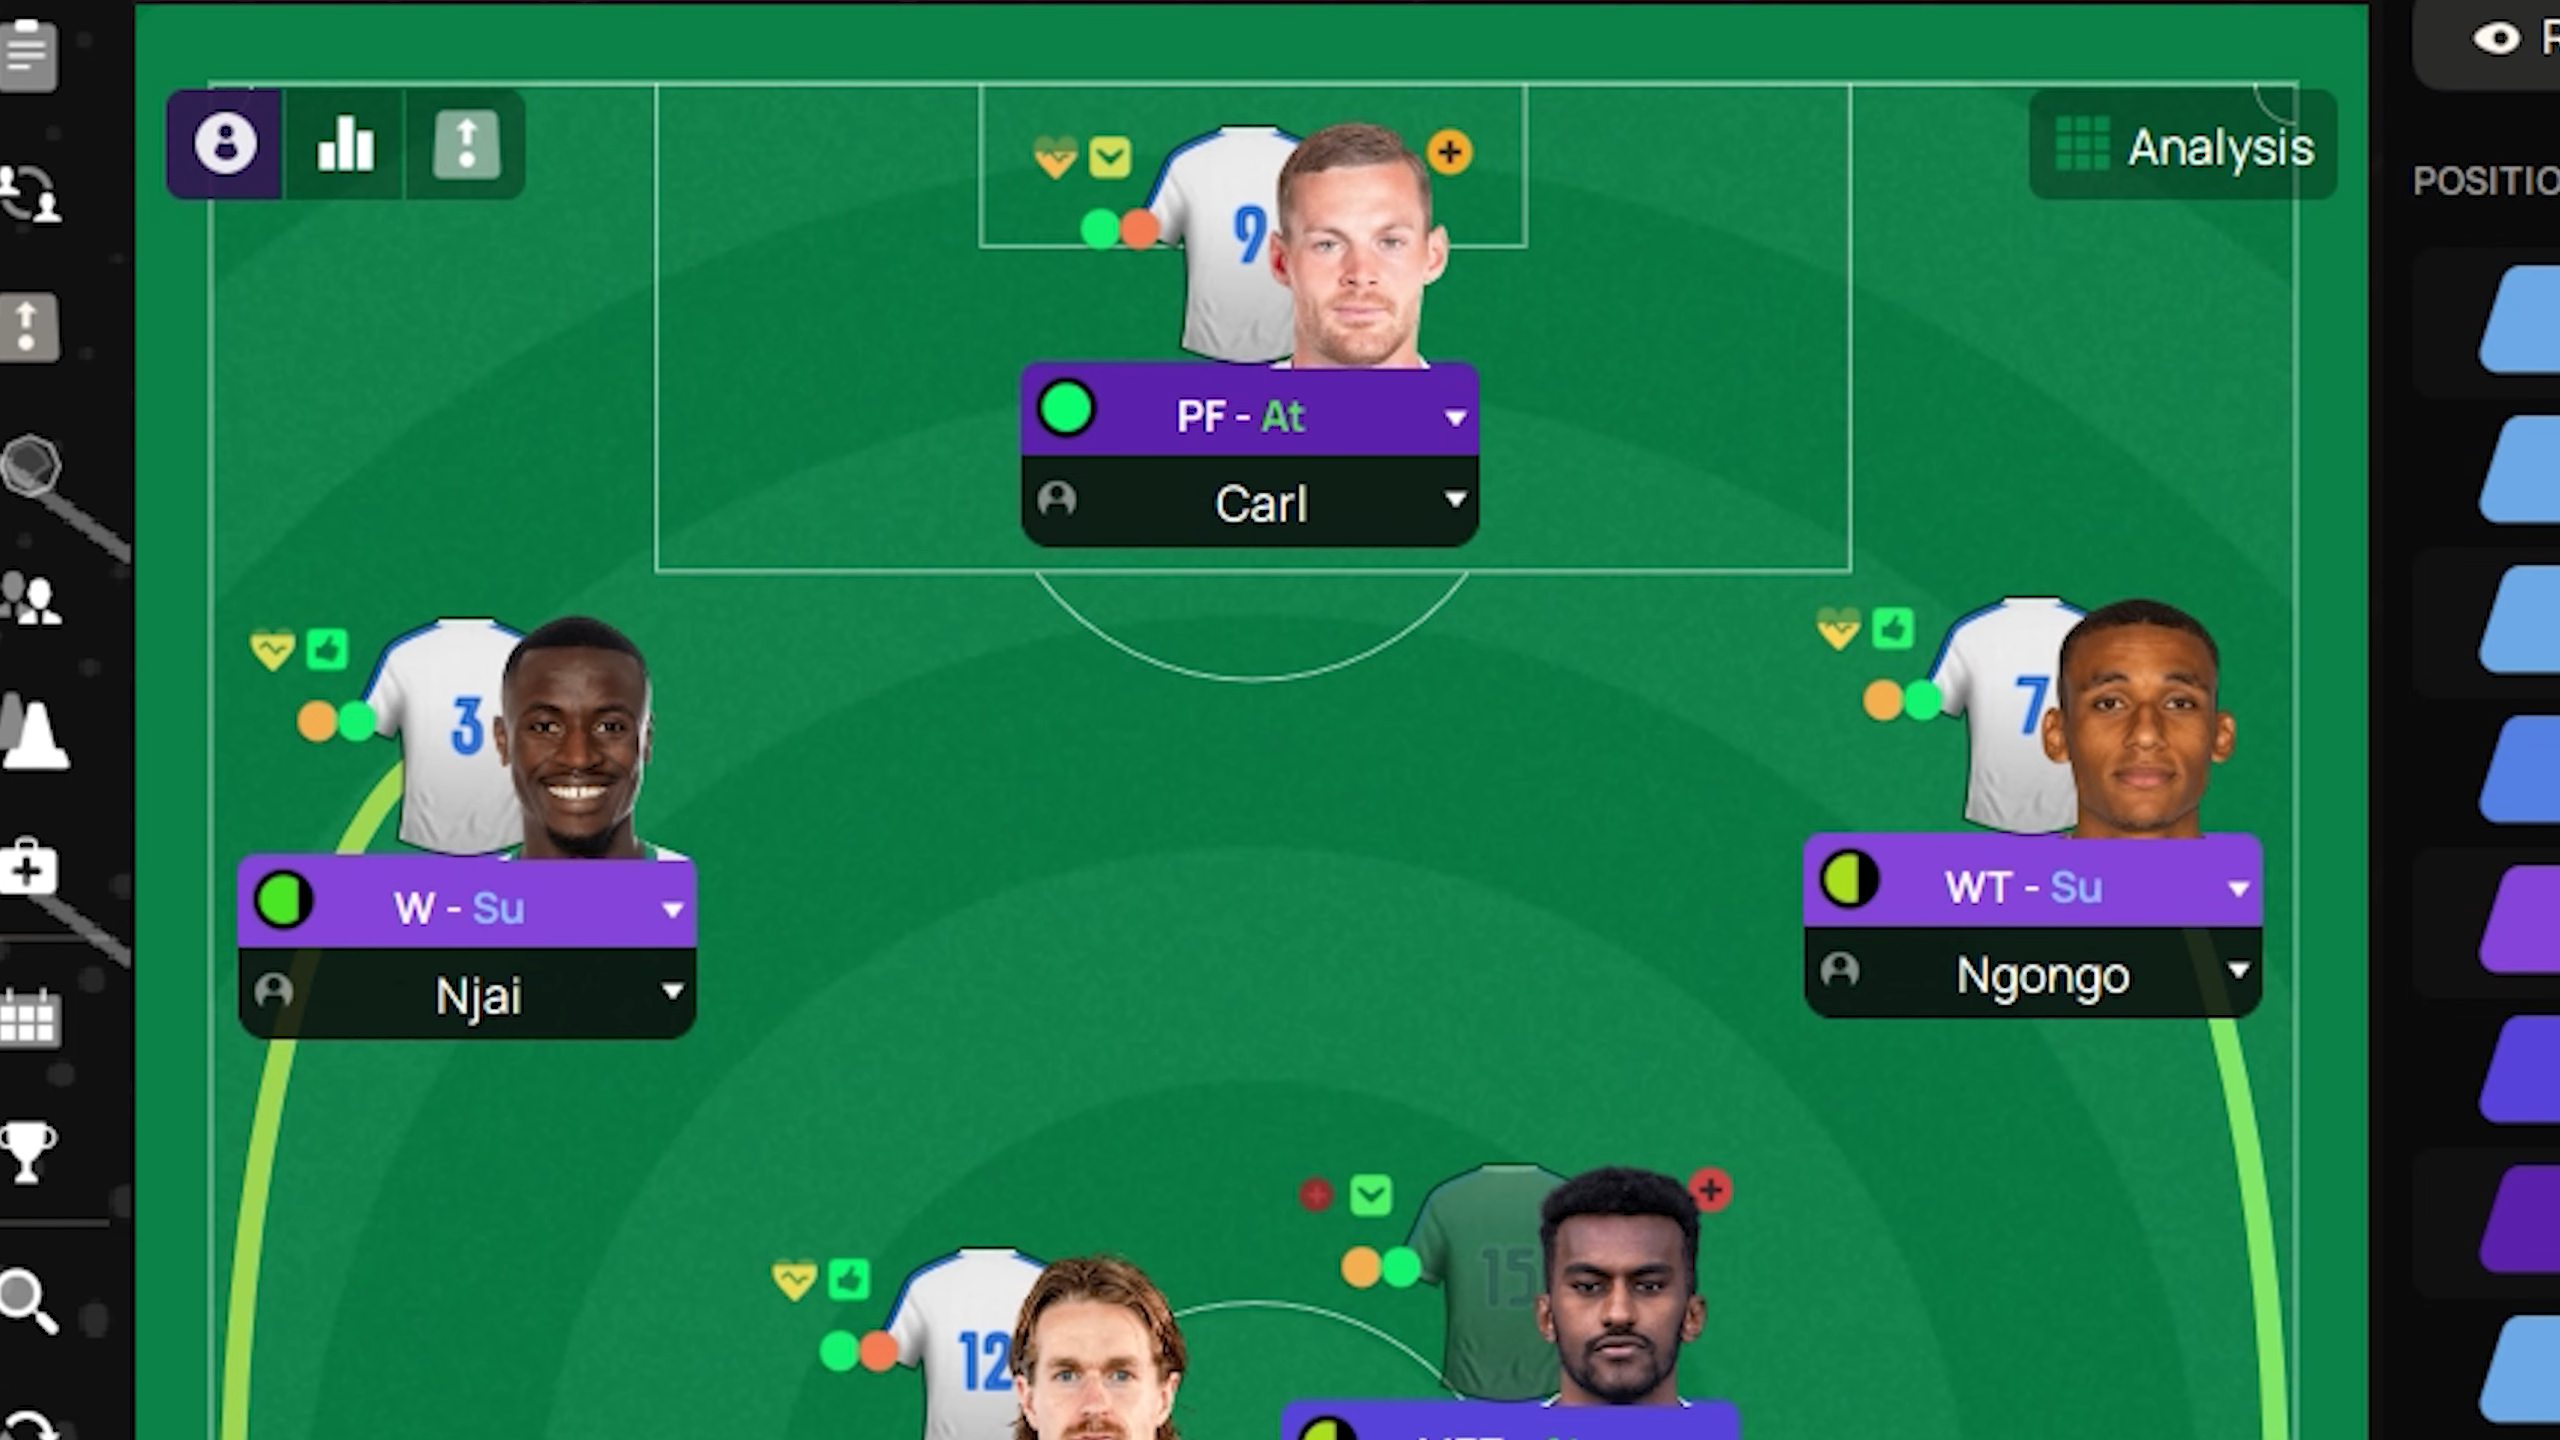 Analysis
POSITIO
9
PF - At
Carl
3
7
W - Su
WT - Su
Njai
Ngongo
15
12